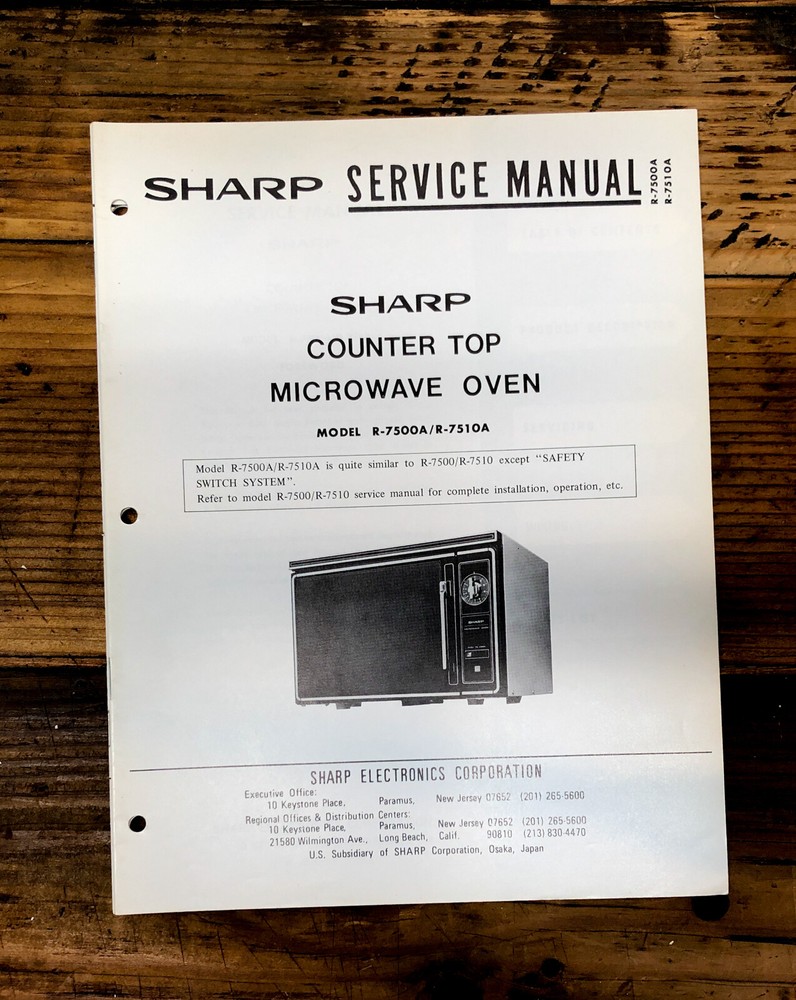 SHARP SERVICE MANUAL
R-7500A
R-7510A
SHARP
COUNTER TOP
MICROWAVE OVEN
MODEL R-7500A/R-7510A
Model R-7500A/R-7510A is quite similar to R-7500/R-7510 except “SAFETY
SWITCH SYSTEM”.
Refer to model R-7500/R-7510 service manual for complete installation, operation, etc.
SHARP
SHARP ELECTRONICS CORPORATION
Executive Office:
10 Keystone Place, Paramus, New Jersey 07652 (201) 265-5600
Regional Offices & Distribution Centers:
10 Keystone Place, Paramus, New Jersey 07652 (201) 265-5600
21580 Wilmington Ave., Long Beach, Calif. 90810 (213) 830-4470
U.S. Subsidiary of SHARP Corporation, Osaka, Japan